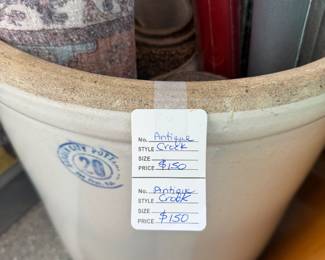 No. Antique
STYLE Crock
SIZE
PRICE $150
No. Antique
STYLE Crock
SIZE
PRICE $150
20